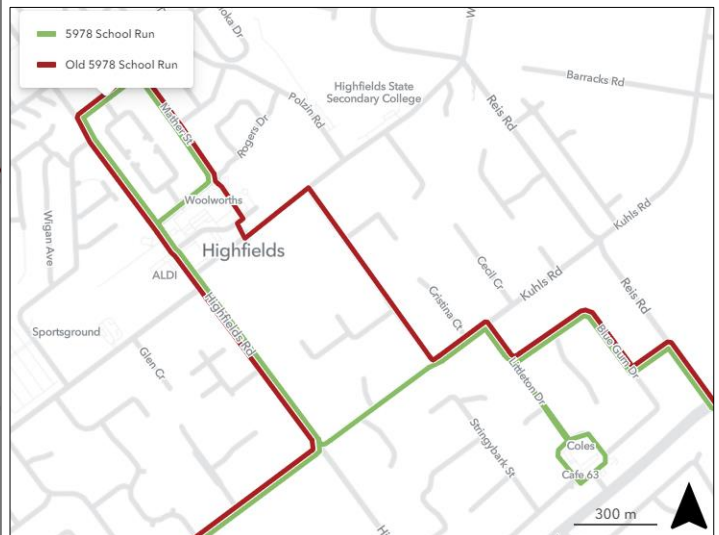 5978 School Run
Old 5978 School Run
Highfields State
Secondary College
Barracks Rd
Polzin Rd
Reis Rd
Mather St
Rogers Dr
Woolworths
Wigan Ave
Highfields
Kuhls Rd
ALDI
Cecil Cr
Kuhls Rd
Reis Rd
Cristina Ct
Highfields Rd
Sportsground
Glen Cr
Blue Gum Dr
Littleton Dr
Stringybark St
Coles
Cafe 63
300 m